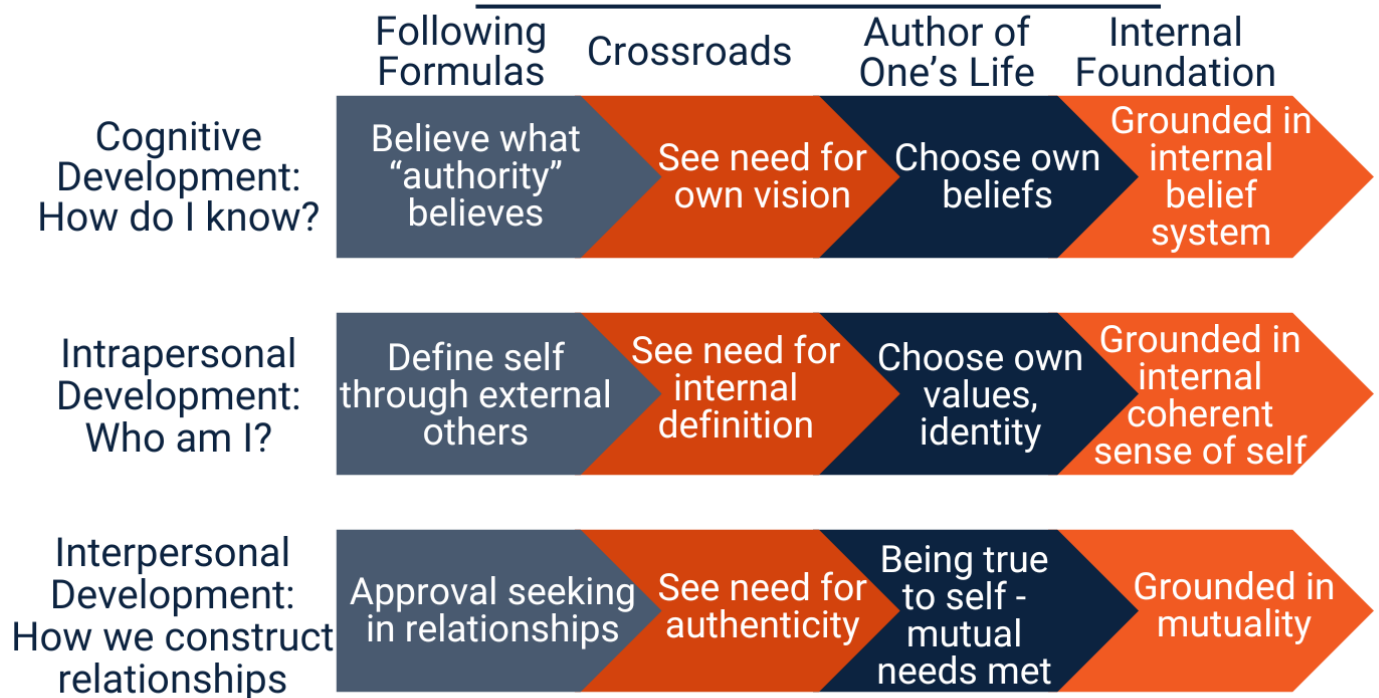 Following
Formulas
Crossroads
Author of
One's Life
Internal
Foundation
Cognitive
Development:
How do I know?
Believe what
“authority”
believes
See need for
own vision
Choose own
beliefs
Grounded in
internal
belief
system
Intrapersonal
Development:
Who am I?
Define self
through external
others
See need for
internal
definition
Choose own
values,
identity
Grounded in
internal
coherent
sense of self
Interpersonal
Development:
How we construct
relationships
Approval seeking
in relationships
See need for
authenticity
Being true
to self -
mutual
needs met
Grounded in
mutuality